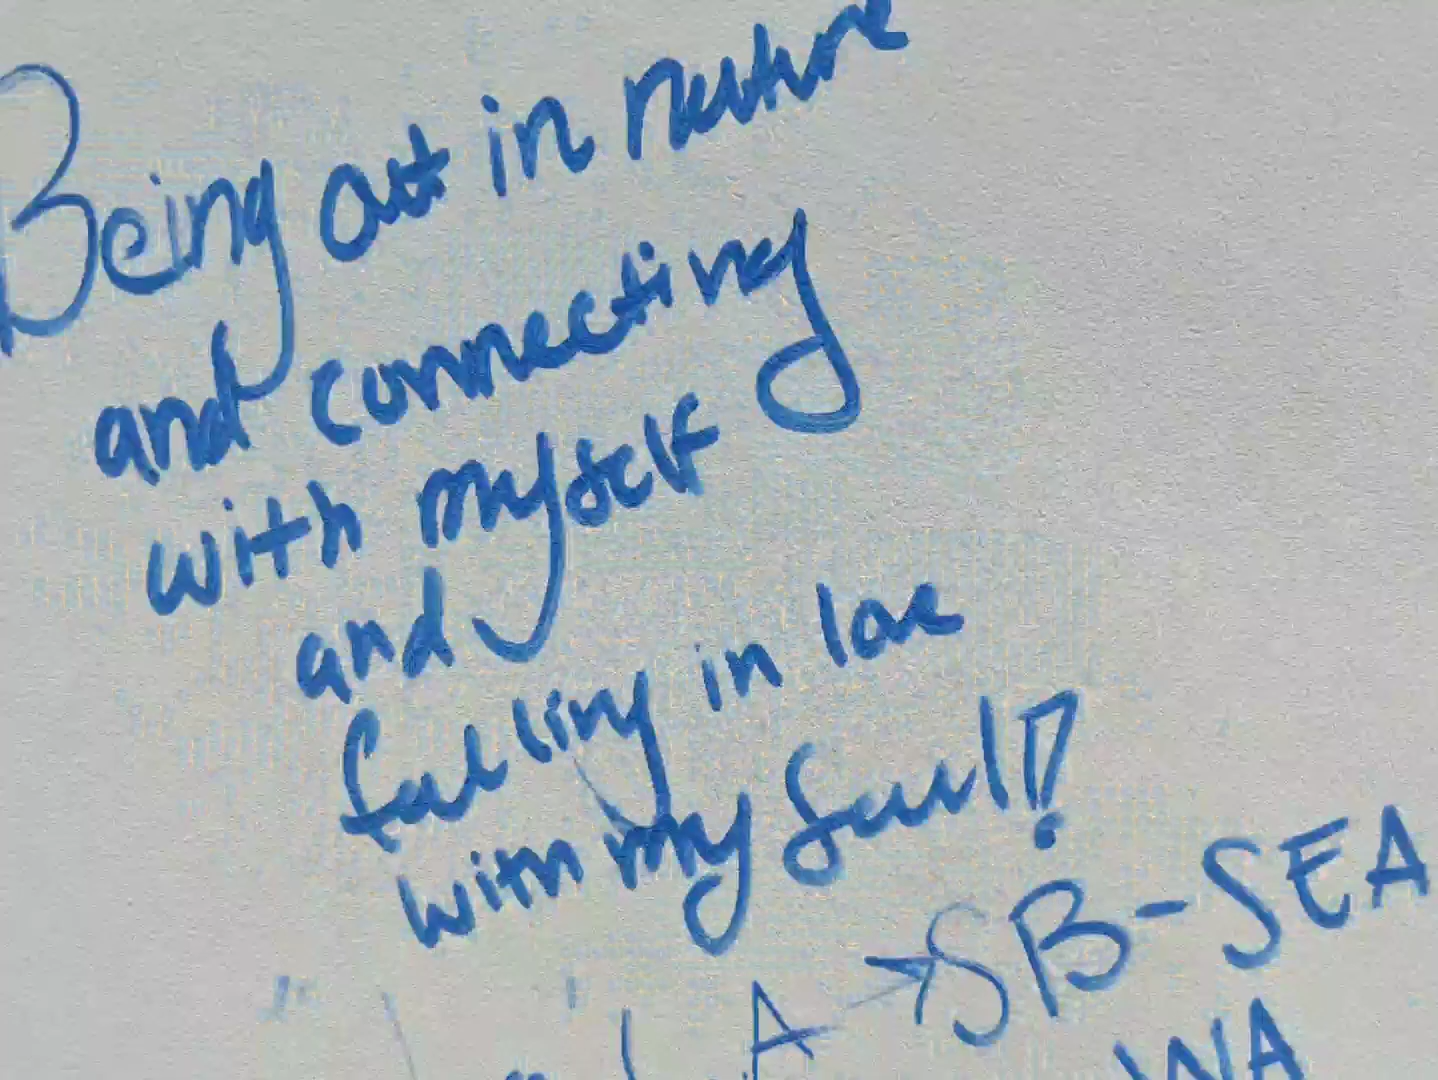 Being out in nature
and connecting
with myself
and
falling in love
with my soul!
LA → SB - SEA
WA